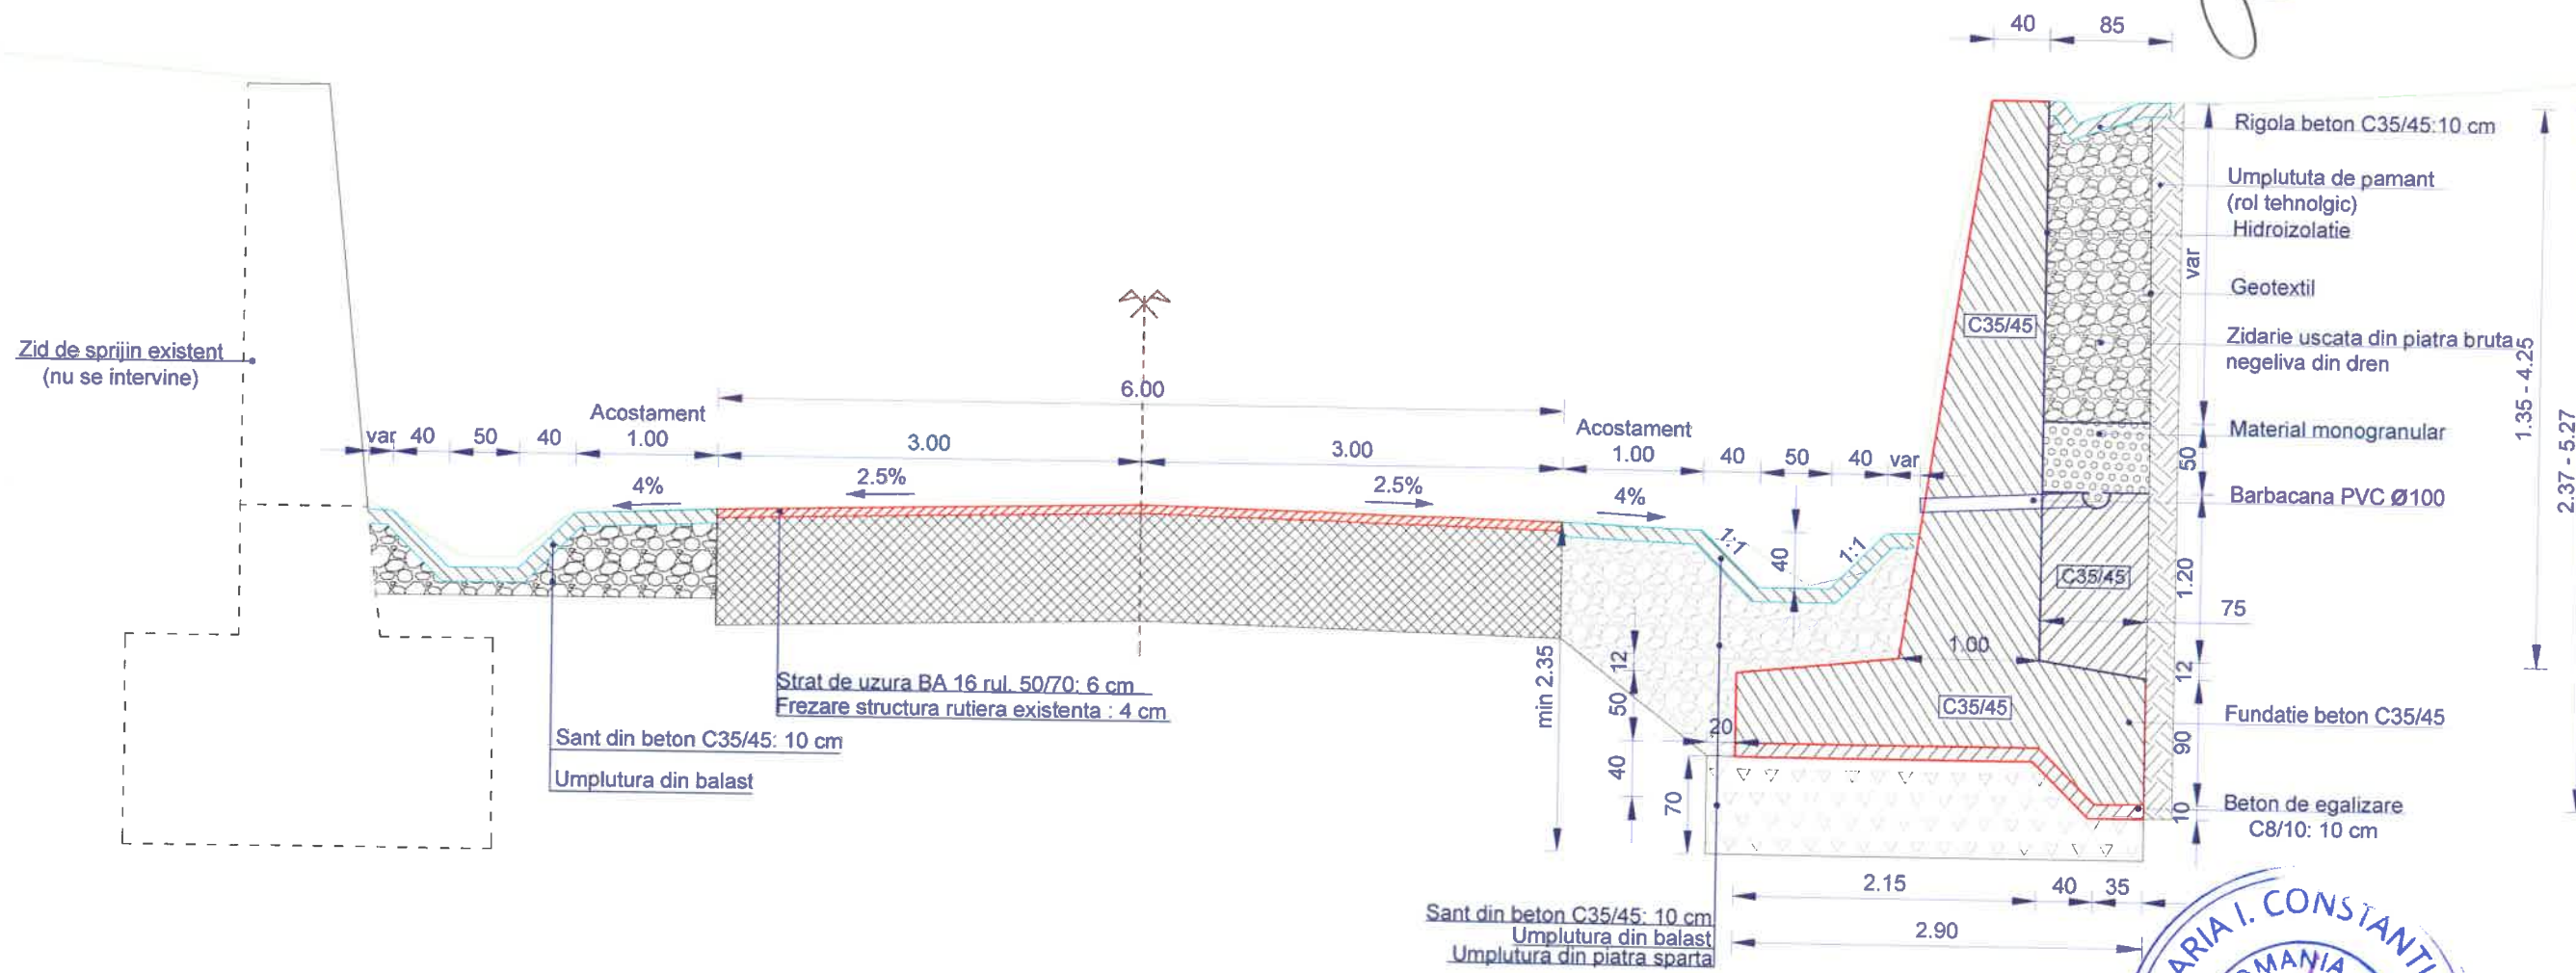 40 85
Rigola beton C35/45:10 cm
Umplututa de pamant
(rol tehnolgic)
Hidroizolatie
var
Geotextil
C35/45
Zidarie uscata din piatra bruta
negeliva din dren
1.35 - 4.25
Zid de sprijin existent
(nu se intervine)
6.00
Acostament
var 40 50 40 1.00
3.00
3.00
Acostament
1.00 40 50 40 var
Material monogranular
50
2.37 - 5.27
4%
2.5%
2.5%
4%
Barbacana PVC Ø100
1:1
40
1:1
C35/45
1.20
75
1.00
12
12
min 2.35
50
C35/45
20
Fundatie beton C35/45
90
40
70
10
Beton de egalizare
C8/10: 10 cm
Strat de uzura BA 16 rul. 50/70: 6 cm
Frezare structura rutiera existenta : 4 cm
Sant din beton C35/45: 10 cm
Umplutura din balast
2.15 40 35
2.90
Sant din beton C35/45: 10 cm
Umplutura din balast
Umplutura din piatra sparta
ARIA I. CONSTANTI
OMANIA